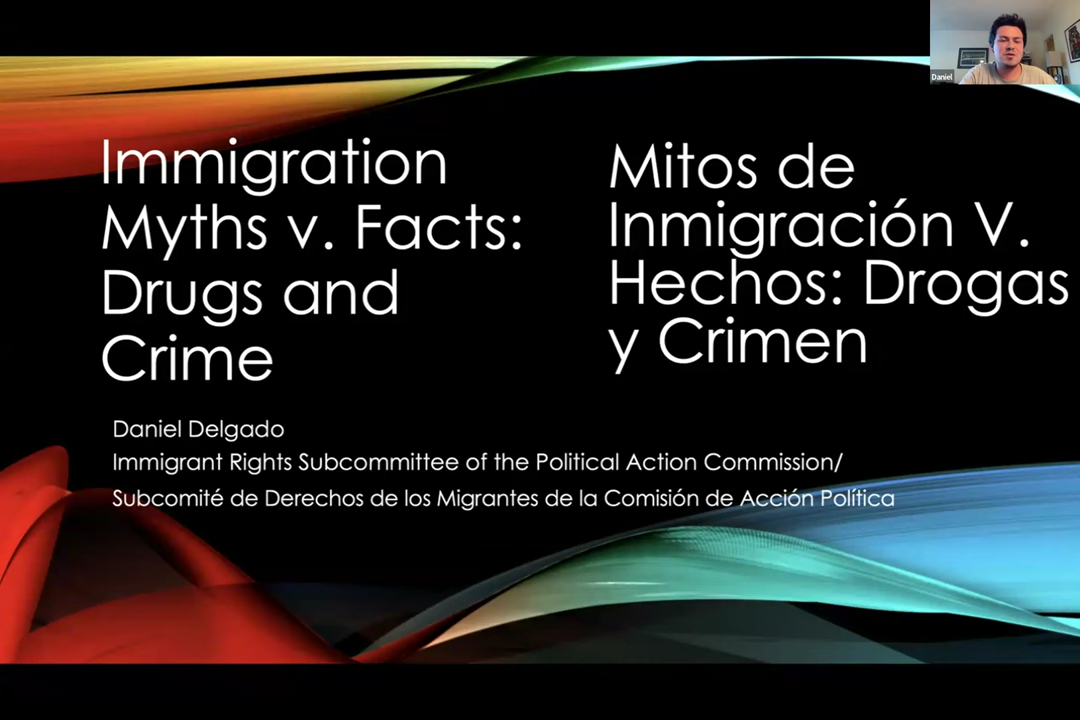 Daniel
Immigration
Myths v. Facts:
Drugs and
Crime
Mitos de
Inmigración V.
Hechos: Drogas
y Crimen
Daniel Delgado
Immigrant Rights Subcommittee of the Political Action Commission/
Subcomité de Derechos de los Migrantes de la Comisión de Acción Política